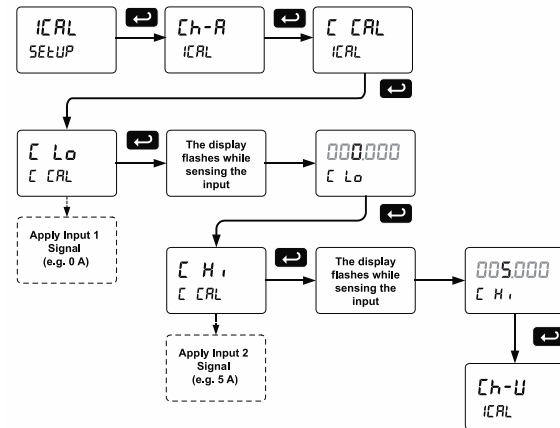 ICAL
SEtUP
Ch-A
ICAL
C CAL
ICAL
C Lo
C CAL
The display
flashes while
sensing the
input
000.000
C Lo
Apply Input 1
Signal
(e.g. 0 A)
C Hi
C CAL
The display
flashes while
sensing the
input
005.000
C Hi
Apply Input 2
Signal
(e.g. 5 A)
Ch-U
ICAL